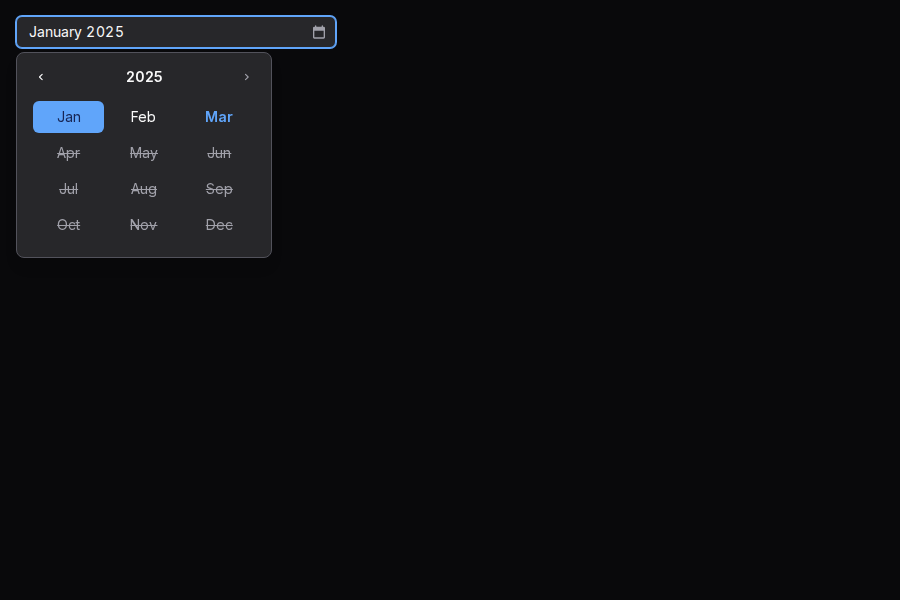 January 2025
‹ 2025 ›
Jan Feb Mar
Apr May Jun
Jul Aug Sep
Oct Nov Dec